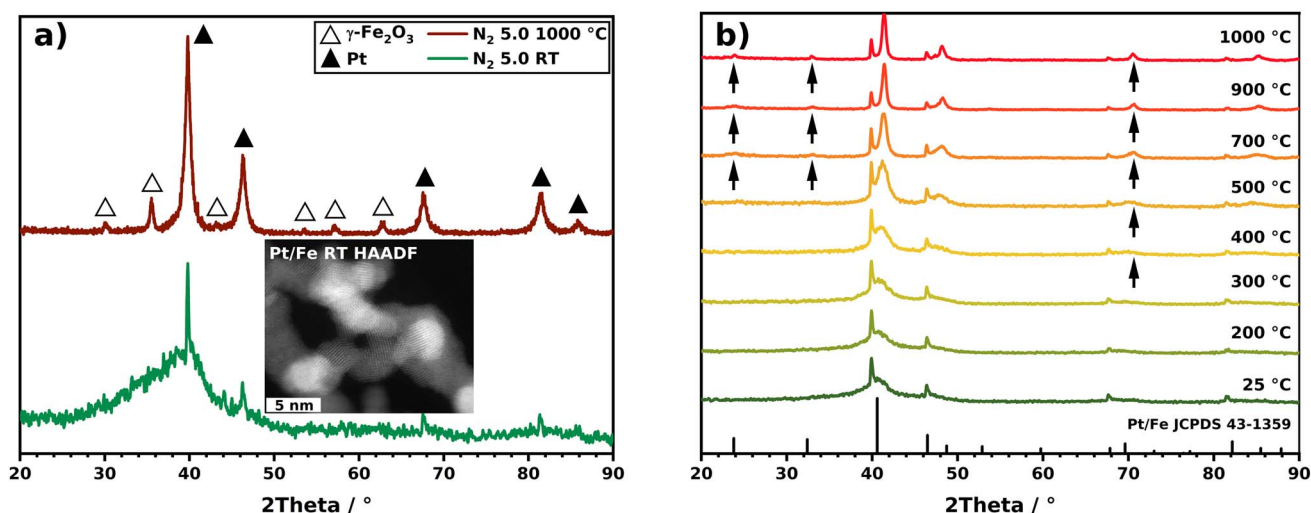 a)
△ γ-Fe₂O₃ N₂ 5.0 1000 °C
▲ Pt N₂ 5.0 RT
Pt/Fe RT HAADF
5 nm
20 30 40 50 60 70 80 90
2Theta / °
b)
1000 °C
900 °C
700 °C
500 °C
400 °C
300 °C
200 °C
25 °C
Pt/Fe JCPDS 43-1359
20 30 40 50 60 70 80 90
2Theta / °